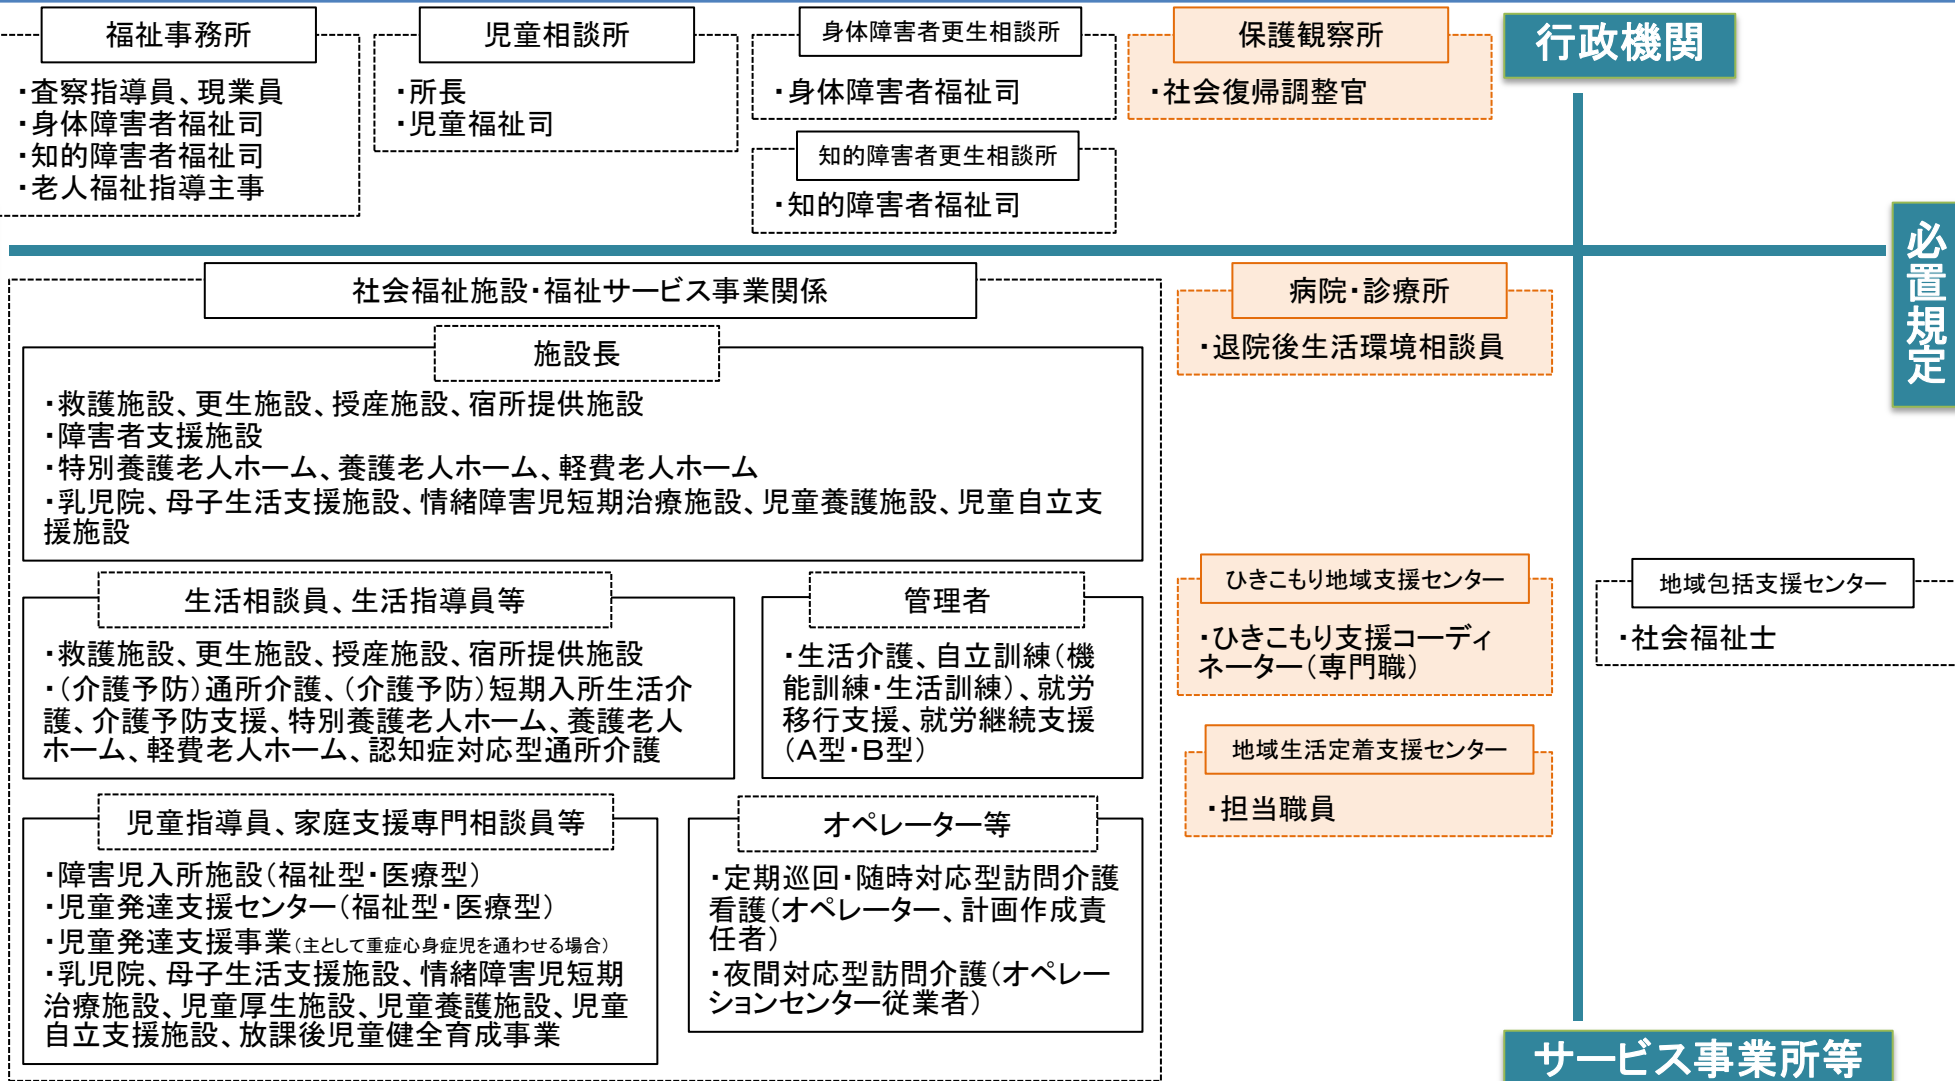 福祉事務所
・査察指導員、現業員
・身体障害者福祉司
・知的障害者福祉司
・老人福祉指導主事
児童相談所
・所長
・児童福祉司
身体障害者更生相談所
・身体障害者福祉司
知的障害者更生相談所
・知的障害者福祉司
保護観察所
・社会復帰調整官
行政機関
必置規定
社会福祉施設・福祉サービス事業関係
施設長
・救護施設、更生施設、授産施設、宿所提供施設
・障害者支援施設
・特別養護老人ホーム、養護老人ホーム、軽費老人ホーム
・乳児院、母子生活支援施設、情緒障害児短期治療施設、児童養護施設、児童自立支
援施設
生活相談員、生活指導員等
・救護施設、更生施設、授産施設、宿所提供施設
・（介護予防）通所介護、（介護予防）短期入所生活介
護、介護予防支援、特別養護老人ホーム、養護老人
ホーム、軽費老人ホーム、認知症対応型通所介護
管理者
・生活介護、自立訓練（機
能訓練・生活訓練）、就労
移行支援、就労継続支援
（A型・B型）
児童指導員、家庭支援専門相談員等
・障害児入所施設（福祉型・医療型）
・児童発達支援センター（福祉型・医療型）
・児童発達支援事業（主として重症心身症児を通わせる場合）
・乳児院、母子生活支援施設、情緒障害児短期
治療施設、児童厚生施設、児童養護施設、児童
自立支援施設、放課後児童健全育成事業
オペレーター等
・定期巡回・随時対応型訪問介護
看護（オペレーター、計画作成責
任者）
・夜間対応型訪問介護（オペレー
ションセンター従業者）
病院・診療所
・退院後生活環境相談員
ひきこもり地域支援センター
・ひきこもり支援コーディ
ネーター（専門職）
地域生活定着支援センター
・担当職員
地域包括支援センター
・社会福祉士
サービス事業所等